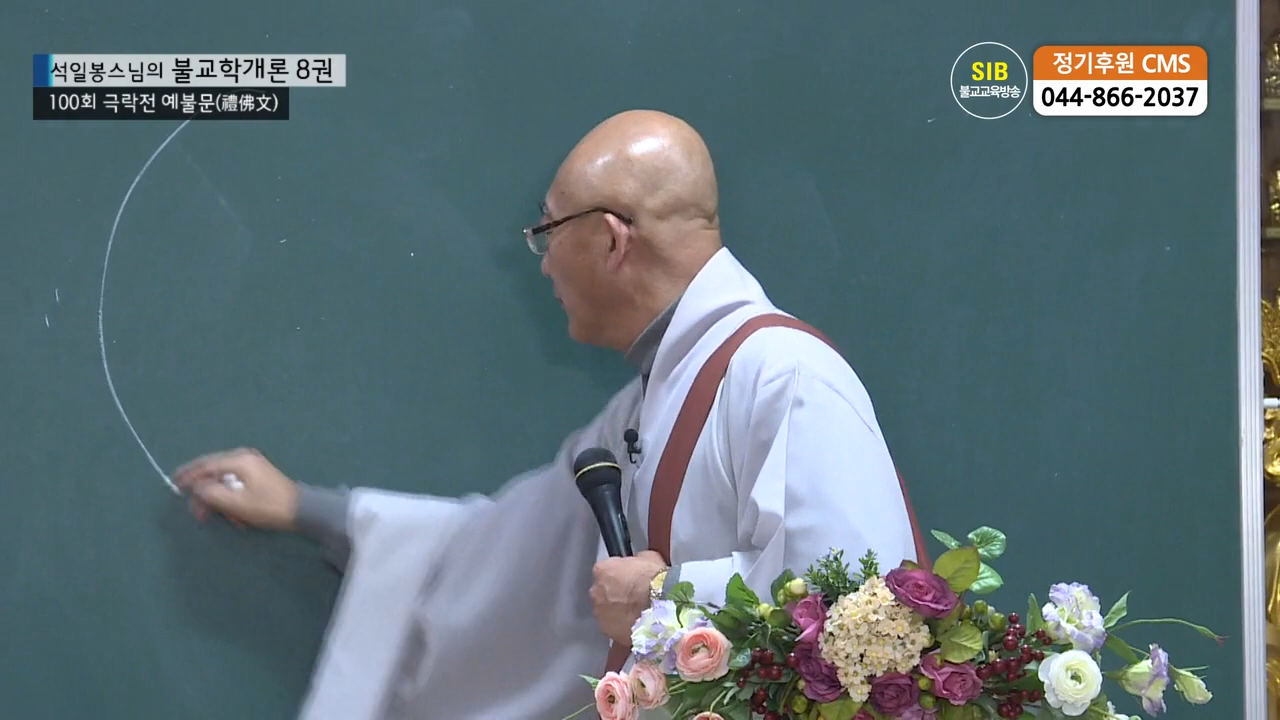 석일봉스님의 불교학개론 8권
100회 극락전 예불문(禮佛文)
SIB
불교교육방송
정기후원 CMS
044-866-2037